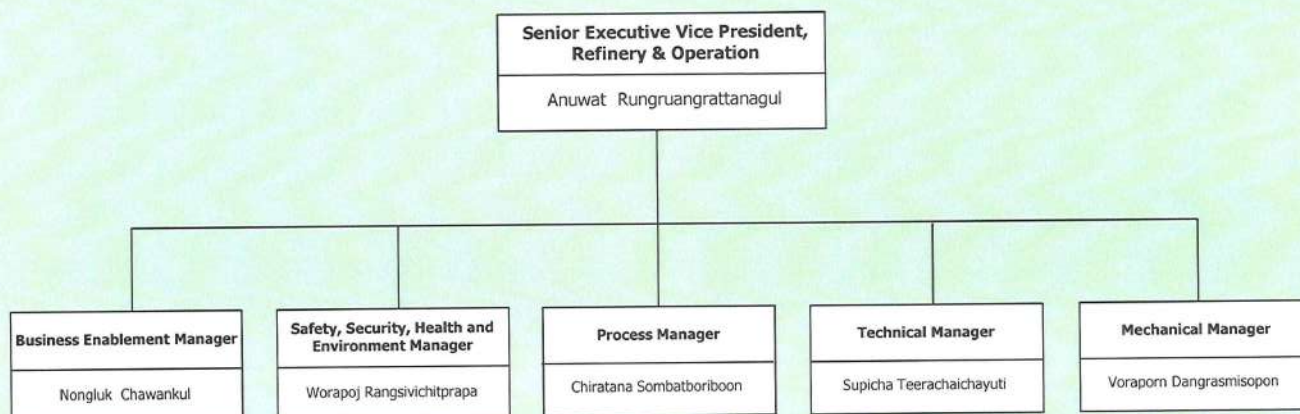 Senior Executive Vice President,
Refinery & Operation
Anuwat Rungruangrattanagul
Business Enablement Manager
Nongluk Chawankul
Safety, Security, Health and
Environment Manager
Worapoj Rangsivichitprapa
Process Manager
Chiratana Sombatboriboon
Technical Manager
Supicha Teerachaichayuti
Mechanical Manager
Voraporn Dangrasmisopon